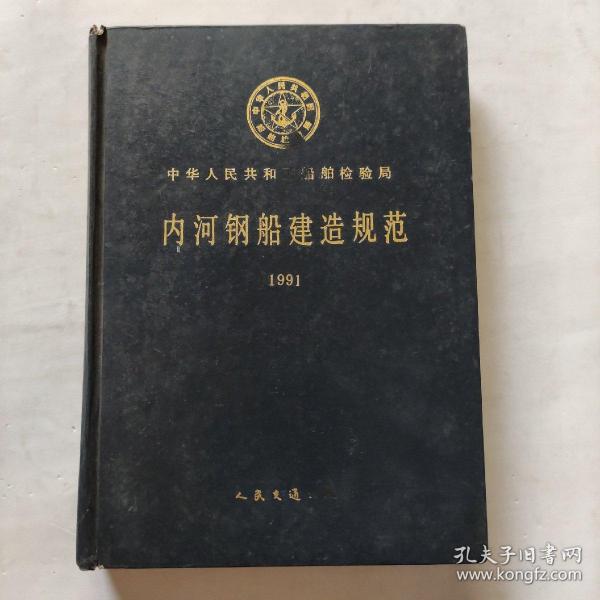 中华人民共和 船舶检验局
内河钢船建造规范
1991
人民交通
孔夫子旧书网
www.kongfz.com